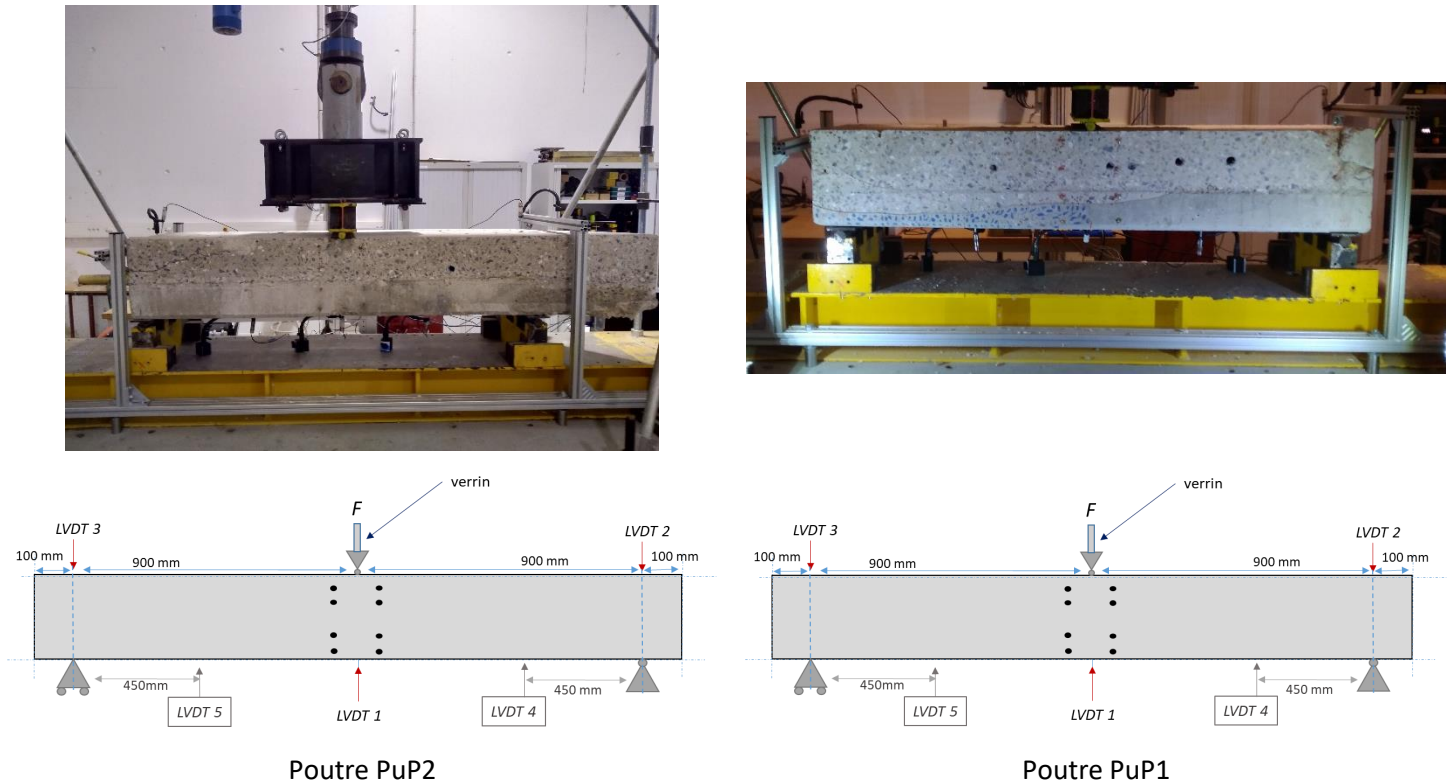 verrin
F
LVDT 3
LVDT 2
100 mm
900 mm
900 mm
100 mm
450mm
450 mm
LVDT 5
LVDT 1
LVDT 4
Poutre PuP2
verrin
F
LVDT 3
LVDT 2
100 mm
900 mm
900 mm
100 mm
450mm
450 mm
LVDT 5
LVDT 1
LVDT 4
Poutre PuP1